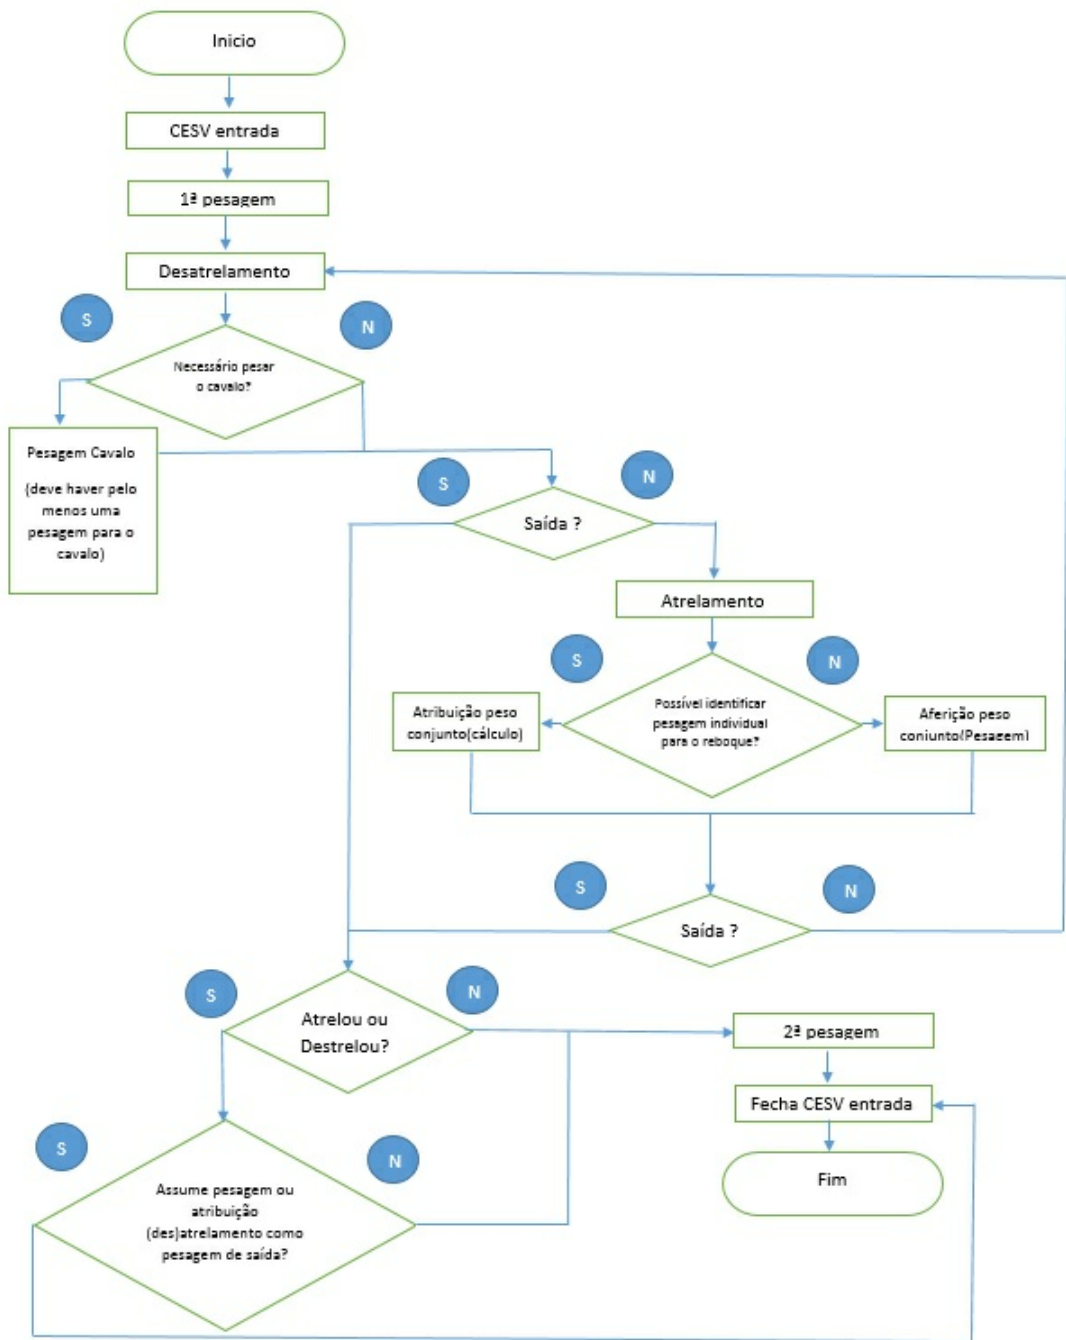 Inicio
CESV entrada
1ª pesagem
Desatrelamento
S
N
Necessário pesar
o cavalo?
Pesagem Cavalo
(deve haver pelo
menos uma
pesagem para o
cavalo)
S
N
Saída ?
Atrelamento
S
N
Possível identificar
pesagem individual
para o reboque?
Atribuição peso
conjunto(cálculo)
Aferição peso
conjunto(Pesagem)
S
N
Saída ?
S
N
Atrelou ou
Destrelou?
2ª pesagem
Fecha CESV entrada
Fim
S
N
Assume pesagem ou
atribuição
(des)atrelamento como
pesagem de saída?